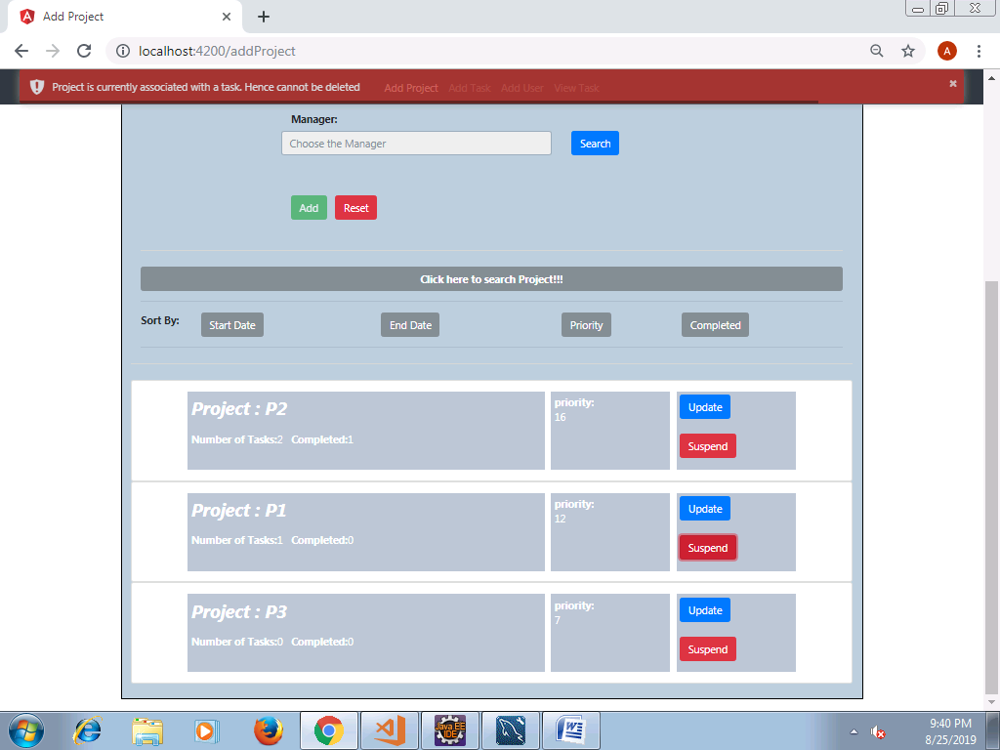 Add Project
localhost:4200/addProject
A
Project is currently associated with a task. Hence cannot be deleted Add Project Add Task Add User View Task
Manager:
Choose the Manager Search
Add Reset
Click here to search Project!!!
Sort By: Start Date End Date Priority Completed
Project : P2
Number of Tasks:2 Completed:1
priority:
16
Update
Suspend
Project : P1
Number of Tasks:1 Completed:0
priority:
12
Update
Suspend
Project : P3
Number of Tasks:0 Completed:0
priority:
7
Update
Suspend
Java EE
IDE
9:40 PM
8/25/2019